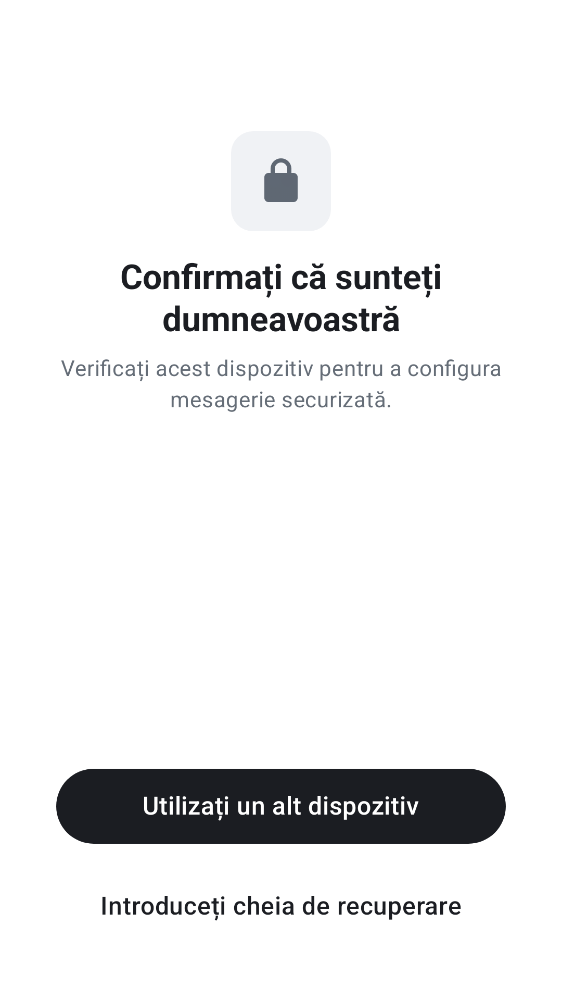 Confirmați că sunteți
dumneavoastră
Verificați acest dispozitiv pentru a configura
mesagerie securizată.
Utilizați un alt dispozitiv
Introduceți cheia de recuperare